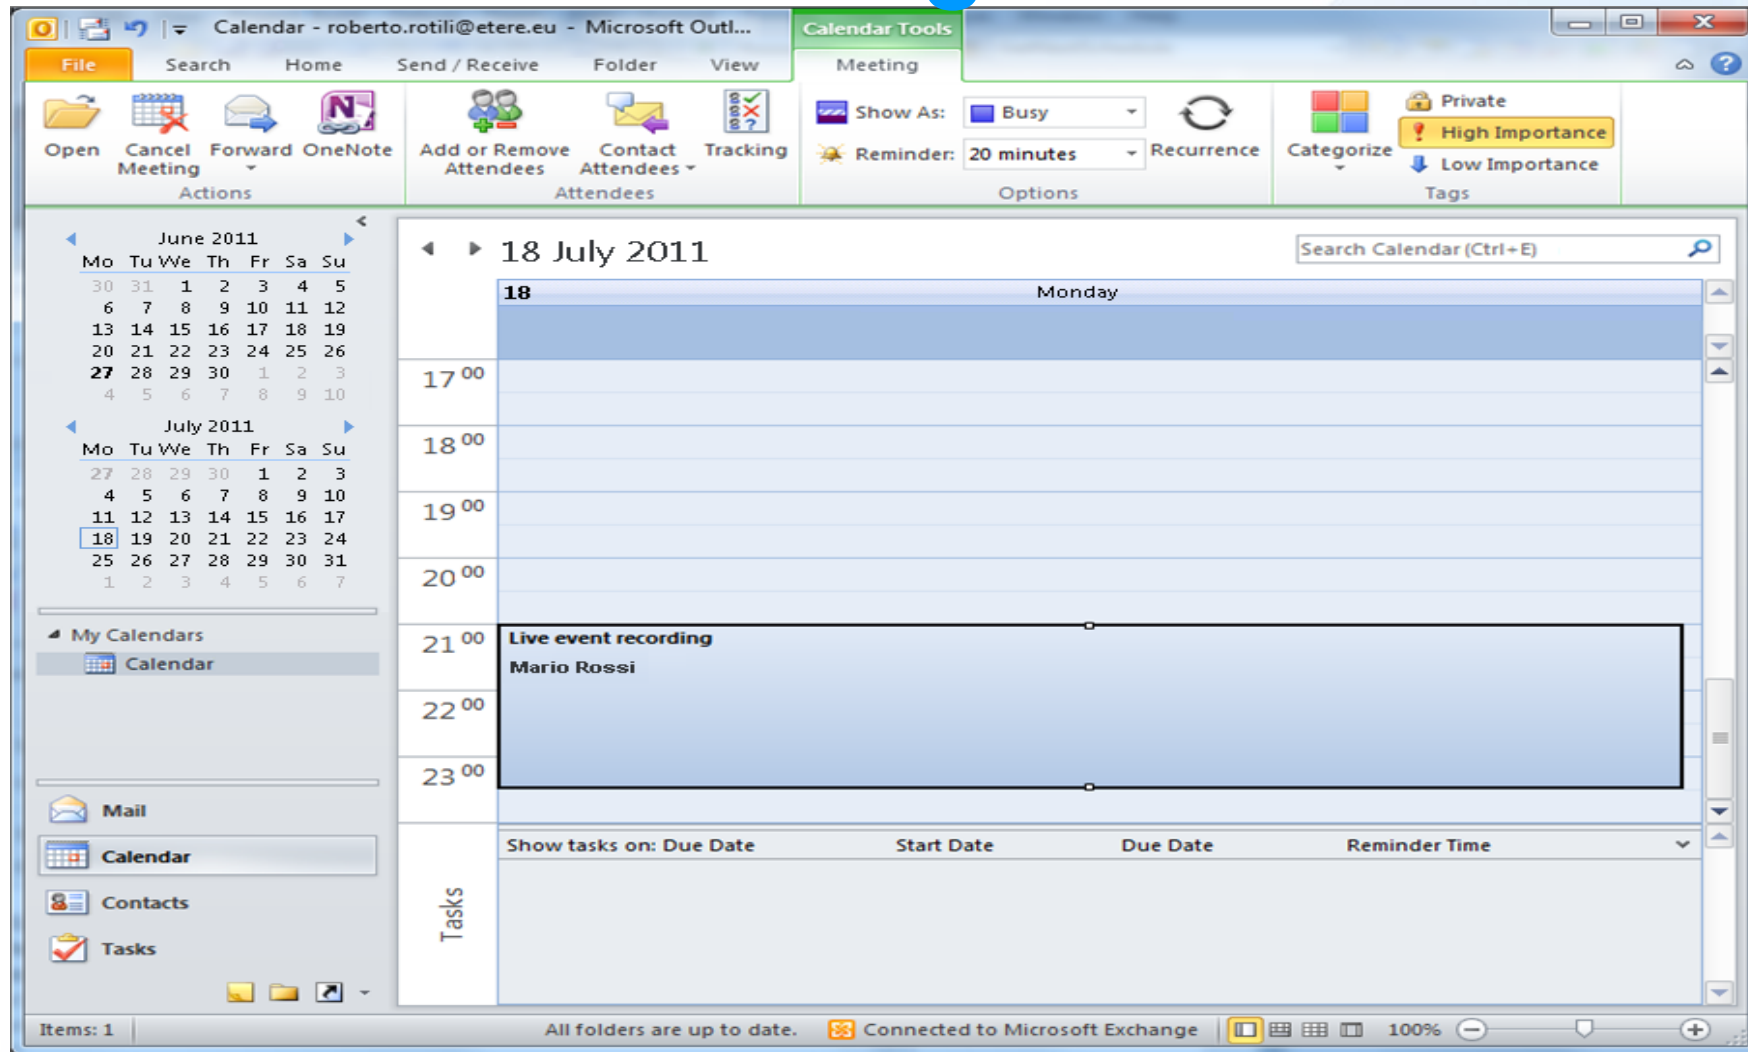 Calendar - roberto.rotili@etere.eu - Microsoft Outl...
Calendar Tools
File Search Home Send / Receive Folder View Meeting
Open
Cancel Meeting
Forward
OneNote
Actions
Add or Remove Attendees
Contact Attendees
Tracking
Attendees
Show As: Busy
Reminder: 20 minutes
Recurrence
Options
Categorize
Private
High Importance
Low Importance
Tags
June 2011
Mo Tu We Th Fr Sa Su
30 31 1 2 3 4 5
6 7 8 9 10 11 12
13 14 15 16 17 18 19
20 21 22 23 24 25 26
27 28 29 30 1 2 3
4 5 6 7 8 9 10
July 2011
Mo Tu We Th Fr Sa Su
27 28 29 30 1 2 3
4 5 6 7 8 9 10
11 12 13 14 15 16 17
18 19 20 21 22 23 24
25 26 27 28 29 30 31
1 2 3 4 5 6 7
My Calendars
Calendar
Mail
Calendar
Contacts
Tasks
18 July 2011
Search Calendar (Ctrl+E)
18 Monday
17 00
18 00
19 00
20 00
21 00
Live event recording
Mario Rossi
22 00
23 00
Tasks
Show tasks on: Due Date Start Date Due Date Reminder Time
Items: 1
All folders are up to date. Connected to Microsoft Exchange 100%